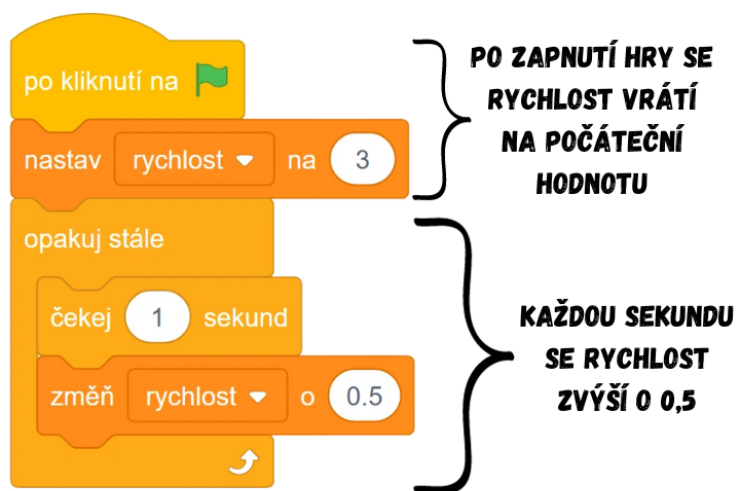 po kliknutí na
nastav rychlost na 3
opakuj stále
čekej 1 sekund
změň rychlost o 0.5
PO ZAPNUTÍ HRY SE
RYCHLOST VRÁTÍ
NA POČÁTEČNÍ
HODNOTU
KAŽDOU SEKUNDU
SE RYCHLOST
ZVÝŠÍ O 0,5